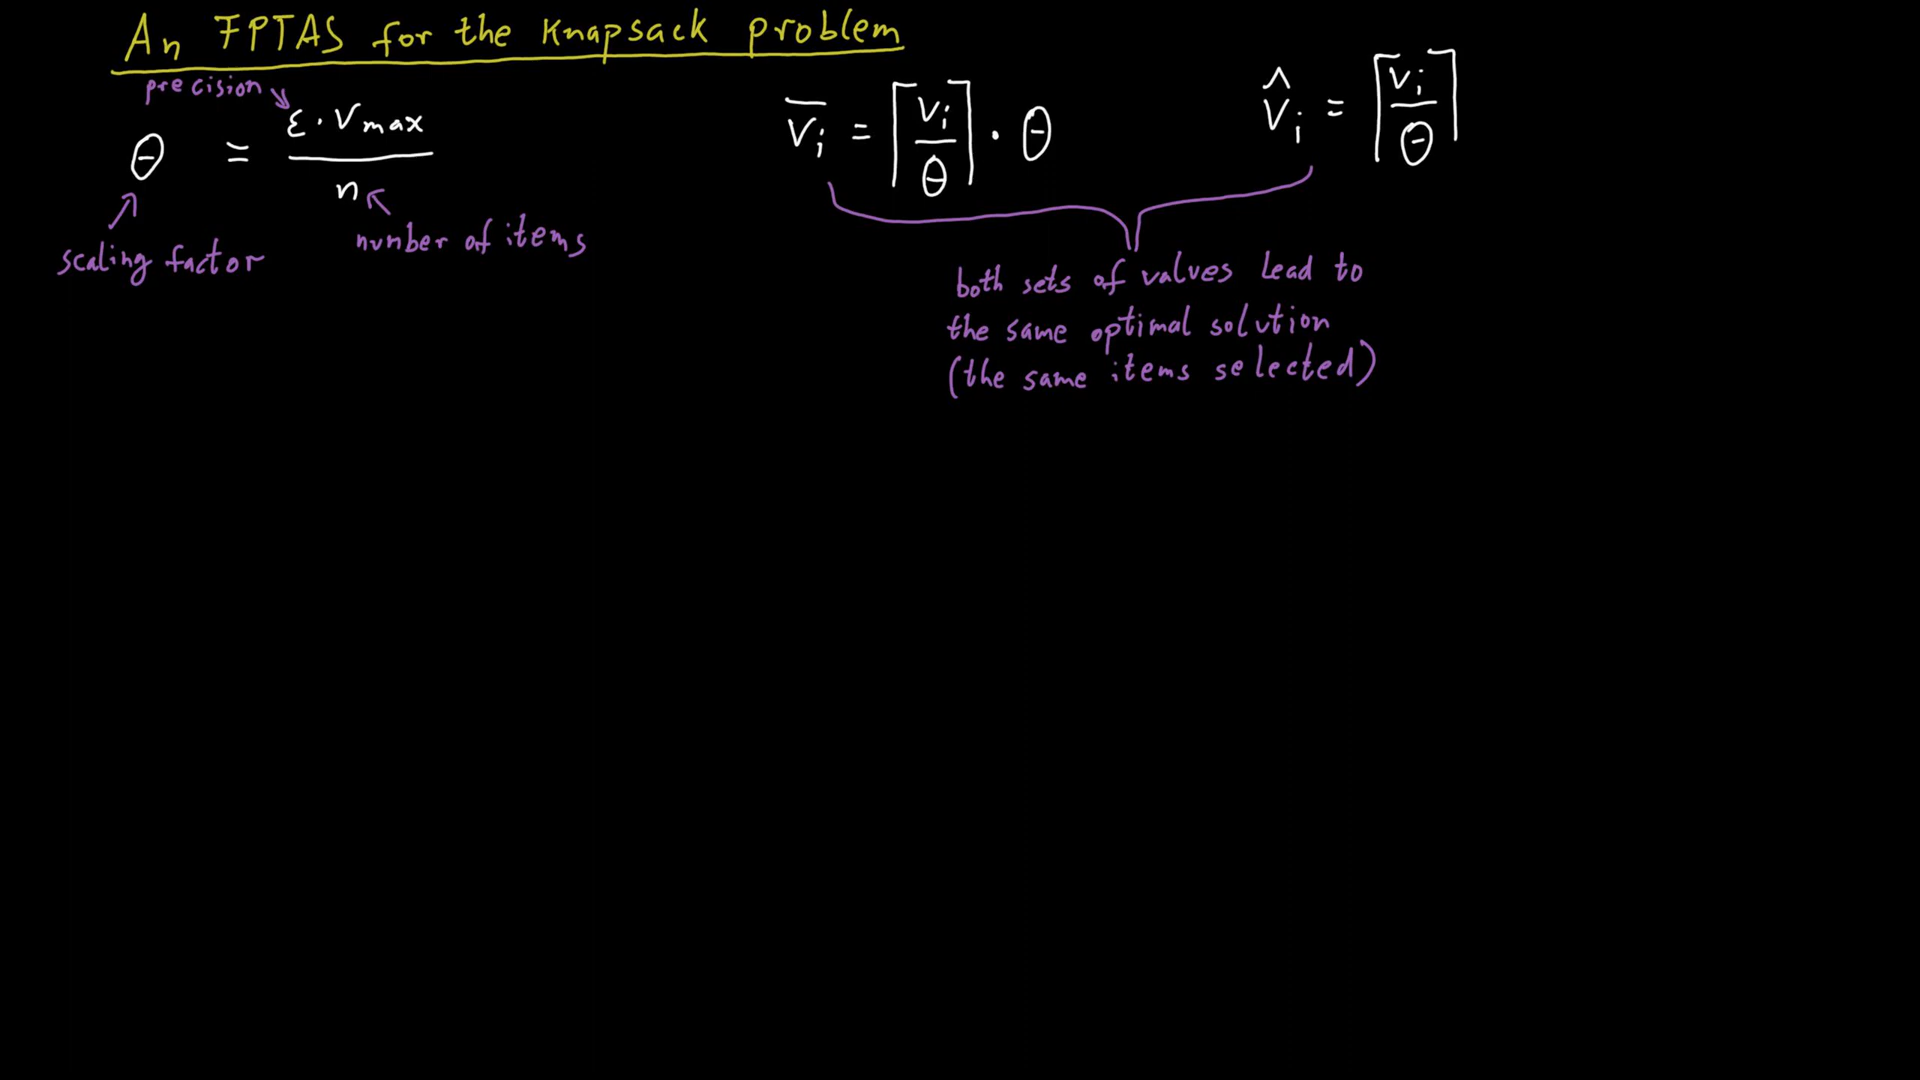 An FPTAS for the Knapsack problem
precision
θ = ε · Vmax / n
scaling factor
number of items
v̅ᵢ = ⌈vᵢ / θ⌉ · θ
v̂ᵢ = ⌈vᵢ / θ⌉
both sets of values lead to
the same optimal solution
(the same items selected)